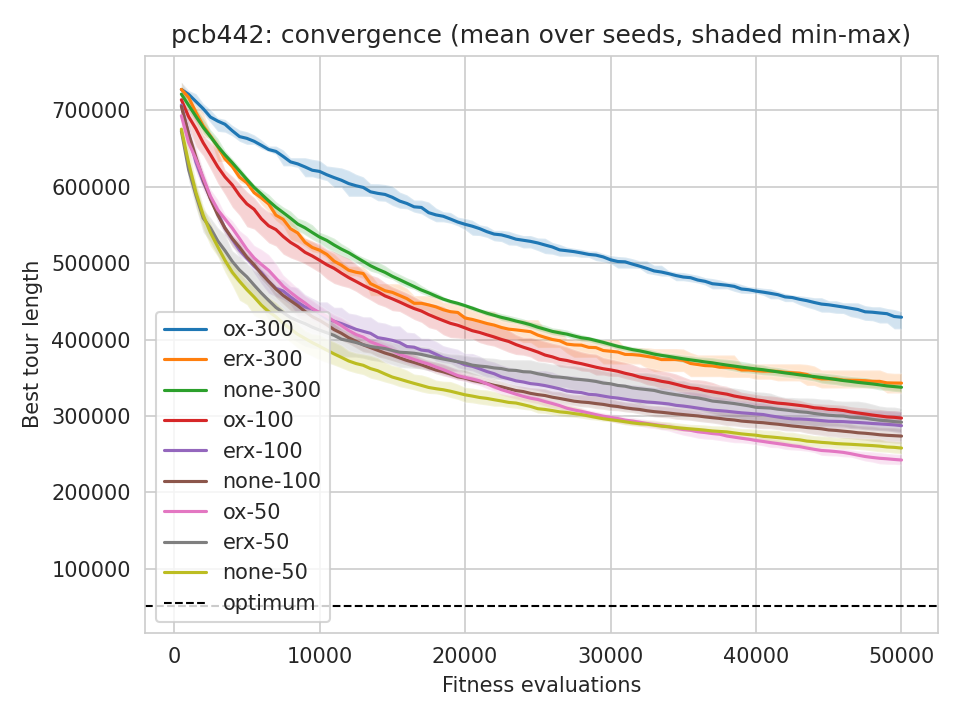 pcb442: convergence (mean over seeds, shaded min-max)
Best tour length
700000
600000
500000
400000
300000
200000
100000
ox-300
erx-300
none-300
ox-100
erx-100
none-100
ox-50
erx-50
none-50
optimum
0
10000
20000
30000
40000
50000
Fitness evaluations